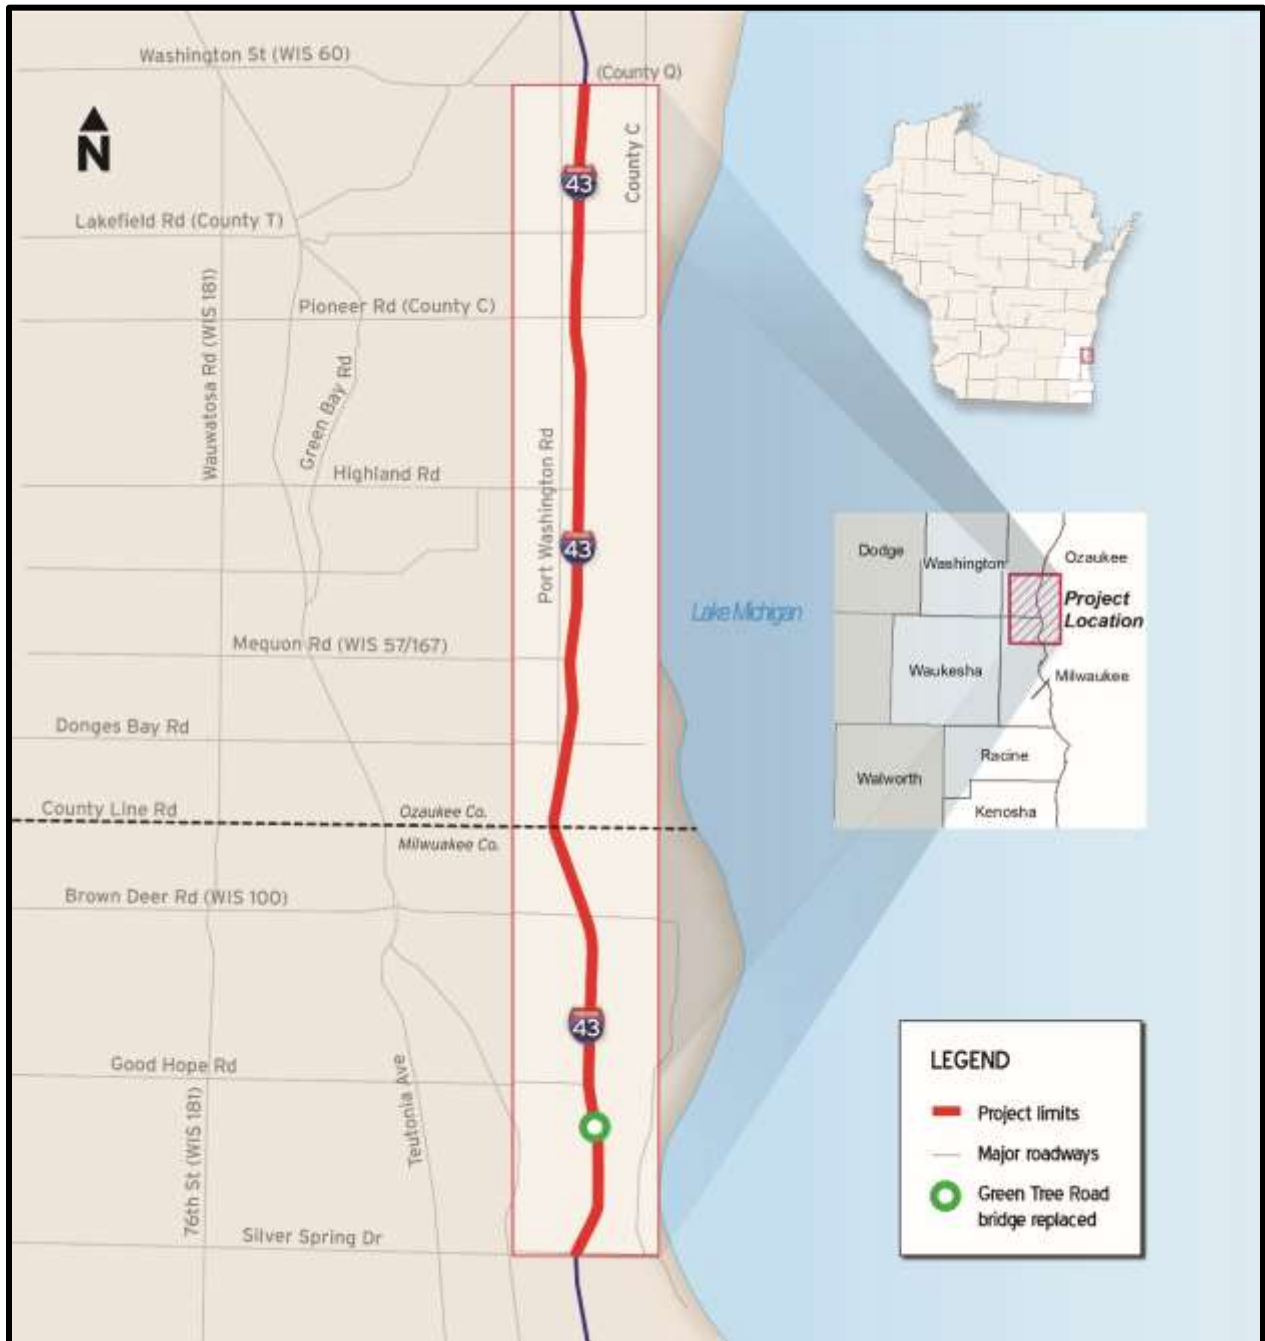 Washington St (WIS 60)
(County Q)
N
43
County C
Lakefield Rd (County T)
Wauwatosa Rd (WIS 181)
Pioneer Rd (County C)
Green Bay Rd
Highland Rd
Port Washington Rd
43
Lake Michigan
Mequon Rd (WIS 57/167)
Donges Bay Rd
County Line Rd
Ozaukee Co.
Milwuakee Co.
Brown Deer Rd (WIS 100)
43
Good Hope Rd
76th St (WIS 181)
Teutonia Ave
Silver Spring Dr
Dodge
Washington
Ozaukee
Project
Location
Waukesha
Milwaukee
Racine
Walworth
Kenosha
LEGEND
Project limits
Major roadways
Green Tree Road
bridge replaced